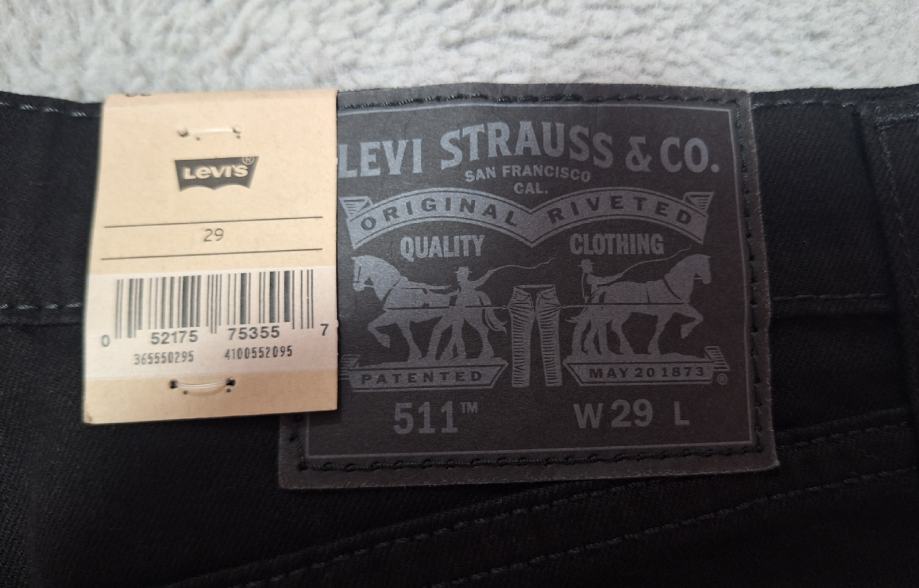 LEVI'S®
29
0 52175 75355 7
365550295 4100552095
LEVI STRAUSS & CO.
SAN FRANCISCO
CAL.
ORIGINAL RIVETED
QUALITY CLOTHING
PATENTED MAY 20 1873 ®
511™ W 29 L